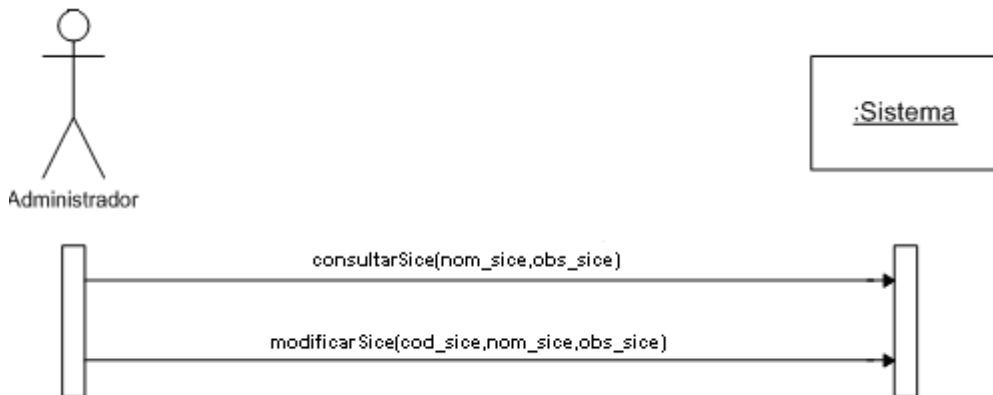 :Sistema
Administrador
consultarSice(nom_sice,obs_sice)
modificarSice(cod_sice,nom_sice,obs_sice)